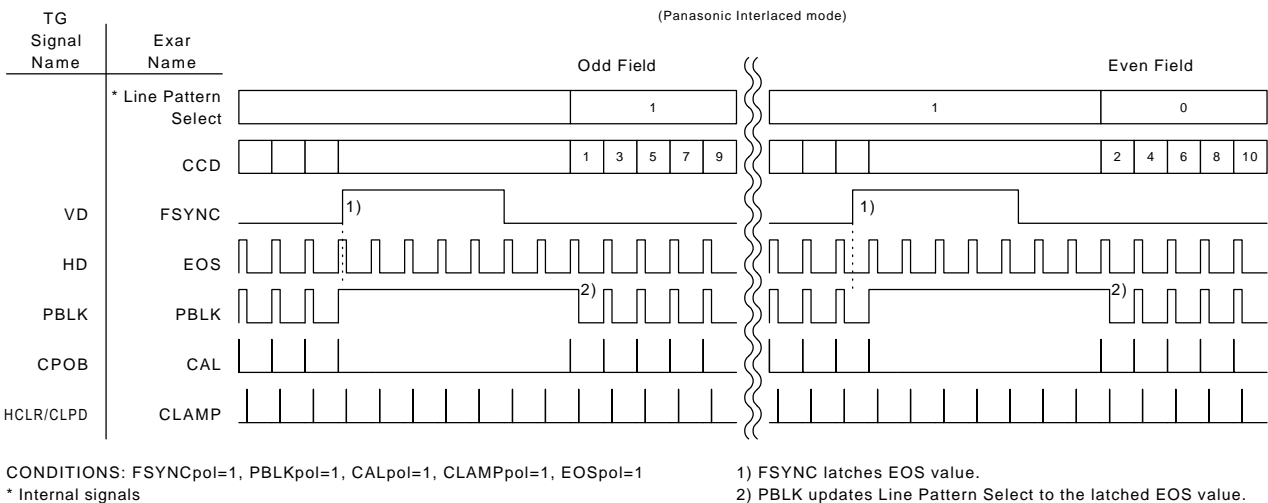 TG
Signal
Name
Exar
Name
(Panasonic Interlaced mode)
Odd Field
Even Field
* Line Pattern
Select
1
1
0
CCD
1 3 5 7 9
2 4 6 8 10
VD FSYNC 1) 1)
HD EOS
PBLK PBLK 2) 2)
CPOB CAL
HCLR/CLPD CLAMP
CONDITIONS: FSYNCpol=1, PBLKpol=1, CALpol=1, CLAMPpol=1, EOSpol=1
* Internal signals
1) FSYNC latches EOS value.
2) PBLK updates Line Pattern Select to the latched EOS value.